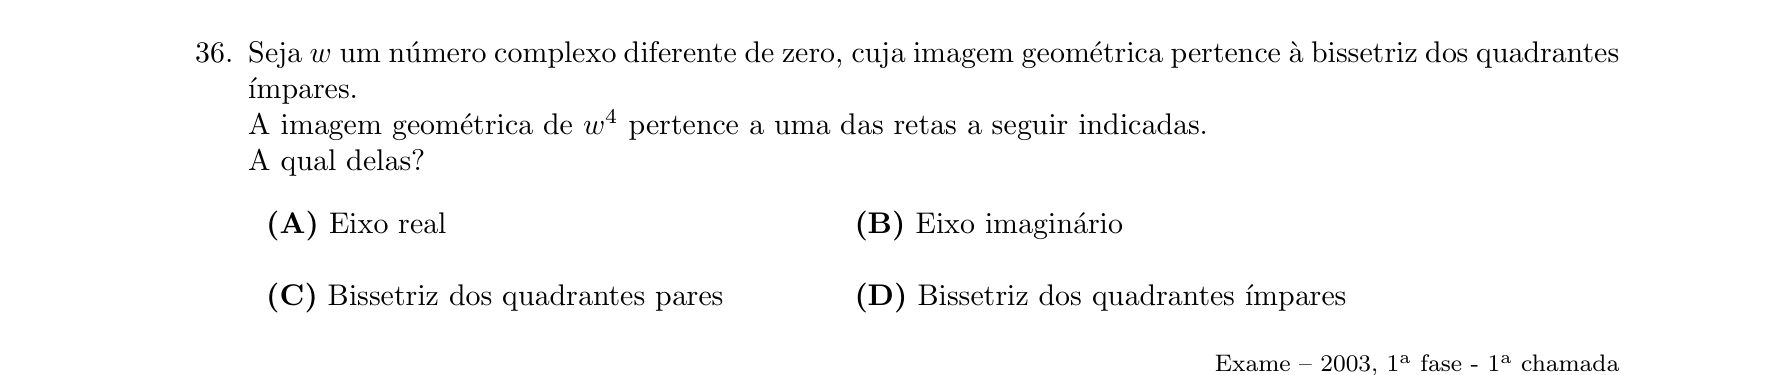 36. Seja w um número complexo diferente de zero, cuja imagem geométrica pertence à bissetriz dos quadrantes
ímpares.
A imagem geométrica de w⁴ pertence a uma das retas a seguir indicadas.
A qual delas?
(A) Eixo real (B) Eixo imaginário
(C) Bissetriz dos quadrantes pares (D) Bissetriz dos quadrantes ímpares
Exame – 2003, 1ª fase - 1ª chamada